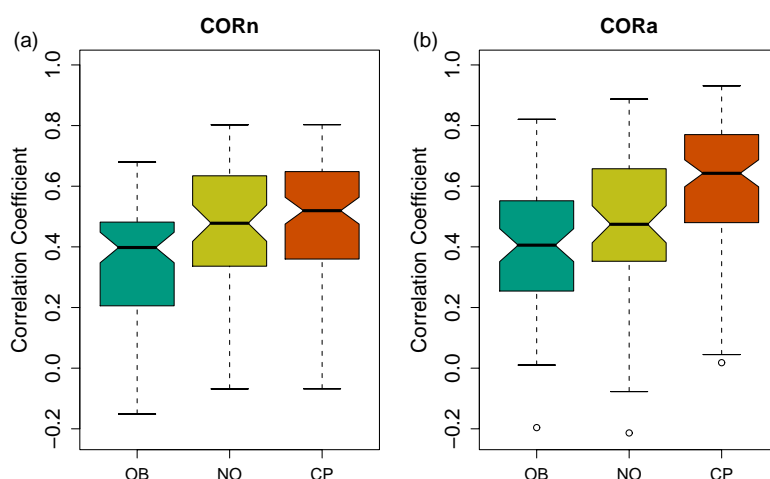 CORn
(a)
Correlation Coefficient
1.0
0.8
0.6
0.4
0.2
0.0
−0.2
OB NO CP
CORa
(b)
Correlation Coefficient
1.0
0.8
0.6
0.4
0.2
0.0
−0.2
OB NO CP